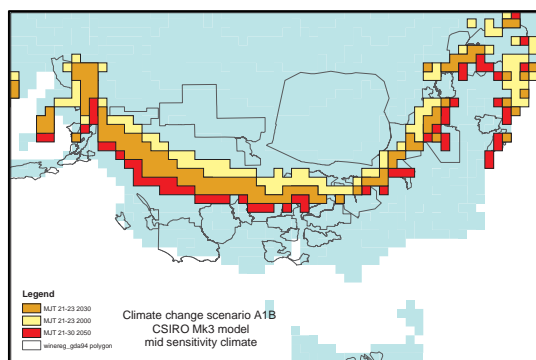 Legend
MJT 21-23 2030
MJT 21-23 2000
MJT 21-30 2050
winereg_gda94 polygon
Climate change scenario A1B
CSIRO Mk3 model
mid sensitivity climate